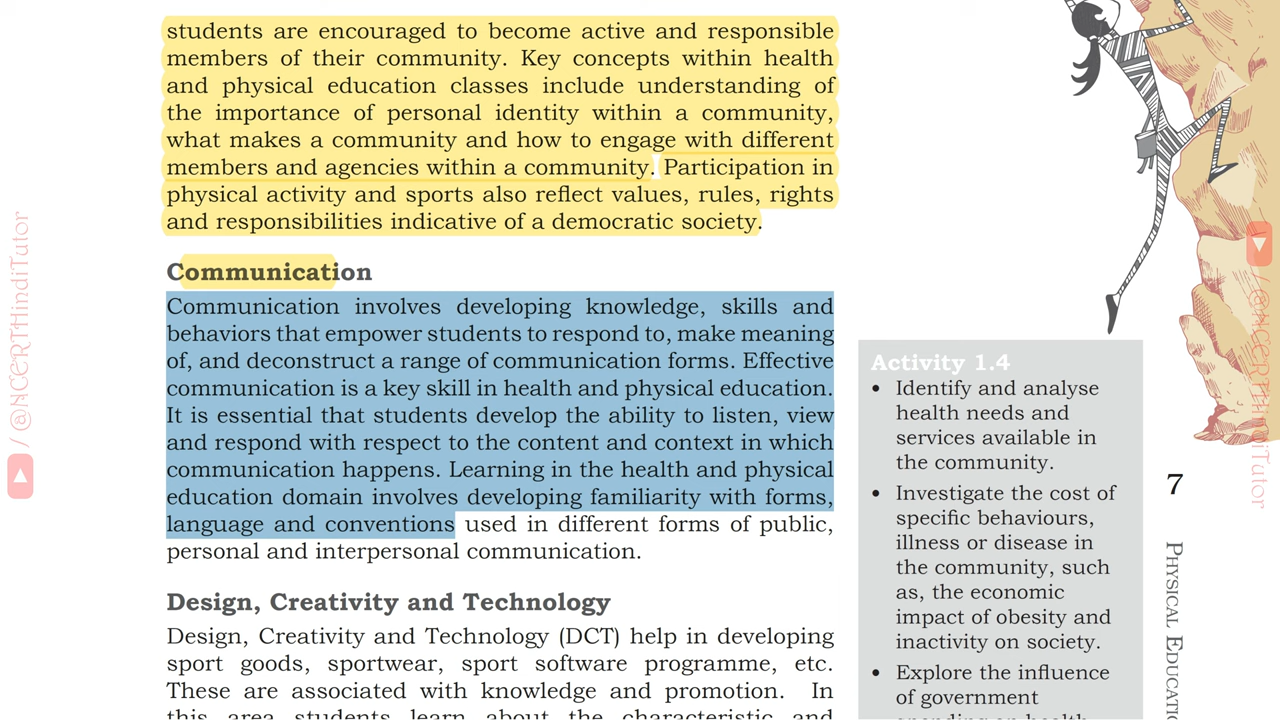 students are encouraged to become active and responsible
members of their community. Key concepts within health
and physical education classes include understanding of
the importance of personal identity within a community,
what makes a community and how to engage with different
members and agencies within a community. Participation in
physical activity and sports also reflect values, rules, rights
and responsibilities indicative of a democratic society.
Communication
Communication involves developing knowledge, skills and
behaviors that empower students to respond to, make meaning
of, and deconstruct a range of communication forms. Effective
communication is a key skill in health and physical education.
It is essential that students develop the ability to listen, view
and respond with respect to the content and context in which
communication happens. Learning in the health and physical
education domain involves developing familiarity with forms,
language and conventions used in different forms of public,
personal and interpersonal communication.
Design, Creativity and Technology
Design, Creativity and Technology (DCT) help in developing
sport goods, sportwear, sport software programme, etc.
These are associated with knowledge and promotion. In
this area students learn about the characteristic and
Activity 1.4
• Identify and analyse
health needs and
services available in
the community.
• Investigate the cost of
specific behaviours,
illness or disease in
the community, such
as, the economic
impact of obesity and
inactivity on society.
• Explore the influence
of government
spending on health
7
Physical Educatio
/ @NCERTHindiTutor
/ @NCERTHindiTutor